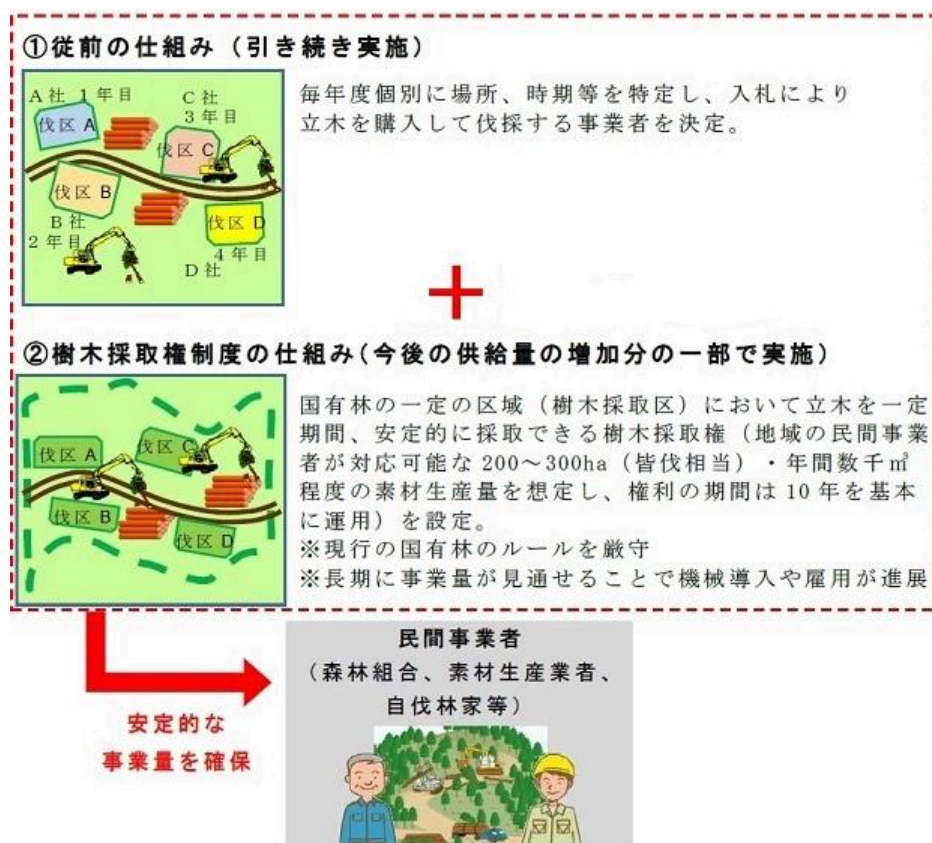 ①従前の仕組み（引き続き実施）
A社 1年目
伐区 A
C社
3年目
伐区 C
伐区 B
B社
2年目
伐区 D
4年目
D社
毎年度個別に場所、時期等を特定し、入札により
立木を購入して伐採する事業者を決定。
＋
②樹木採取権制度の仕組み(今後の供給量の増加分の一部で実施)
伐区 A
伐区 C
伐区 B
伐区 D
国有林の一定の区域（樹木採取区）において立木を一定
期間、安定的に採取できる樹木採取権（地域の民間事業
者が対応可能な 200～300ha（皆伐相当）・年間数千㎥
程度の素材生産量を想定し、権利の期間は 10 年を基本
に運用）を設定。
※現行の国有林のルールを厳守
※長期に事業量が見通せることで機械導入や雇用が進展
安定的な
事業量を確保
民間事業者
（森林組合、素材生産業者、
自伐林家等）